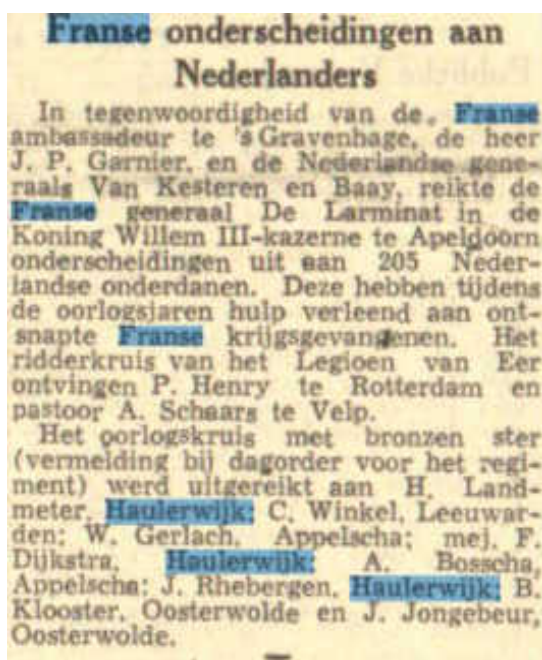 Franse onderscheidingen aan
Nederlanders
In tegenwoordigheid van de. Franse
ambassadeur te 's Gravenhage, de heer
J. P. Garnier, en de Nederlandse gene-
raals Van Kesteren en Baay, reikte de
Franse generaal De Larminat in de
Koning Willem III-kazerne te Apeldoorn
onderscheidingen uit aan 205 Neder-
landse onderdanen. Deze hebben tijdens
de oorlogsjaren hulp verleend aan ont-
snapte Franse krijgsgevangenen. Het
ridderkruis van het Legioen van Eer
ontvingen P. Henry te Rotterdam en
pastoor A. Schaars te Velp.
Het oorlogskruis met bronzen ster
(vermelding bij dagorder voor het regi-
ment) werd uitgereikt aan H. Land-
meter, Haulerwijk; C. Winkel, Leeuwar-
den; W. Gerlach, Appelscha; mej. F.
Dijkstra, Haulerwijk; A. Bosscha,
Appelscha; J. Rhebergen, Haulerwijk; B.
Klooster, Oosterwolde en J. Jongebeur,
Oosterwolde.